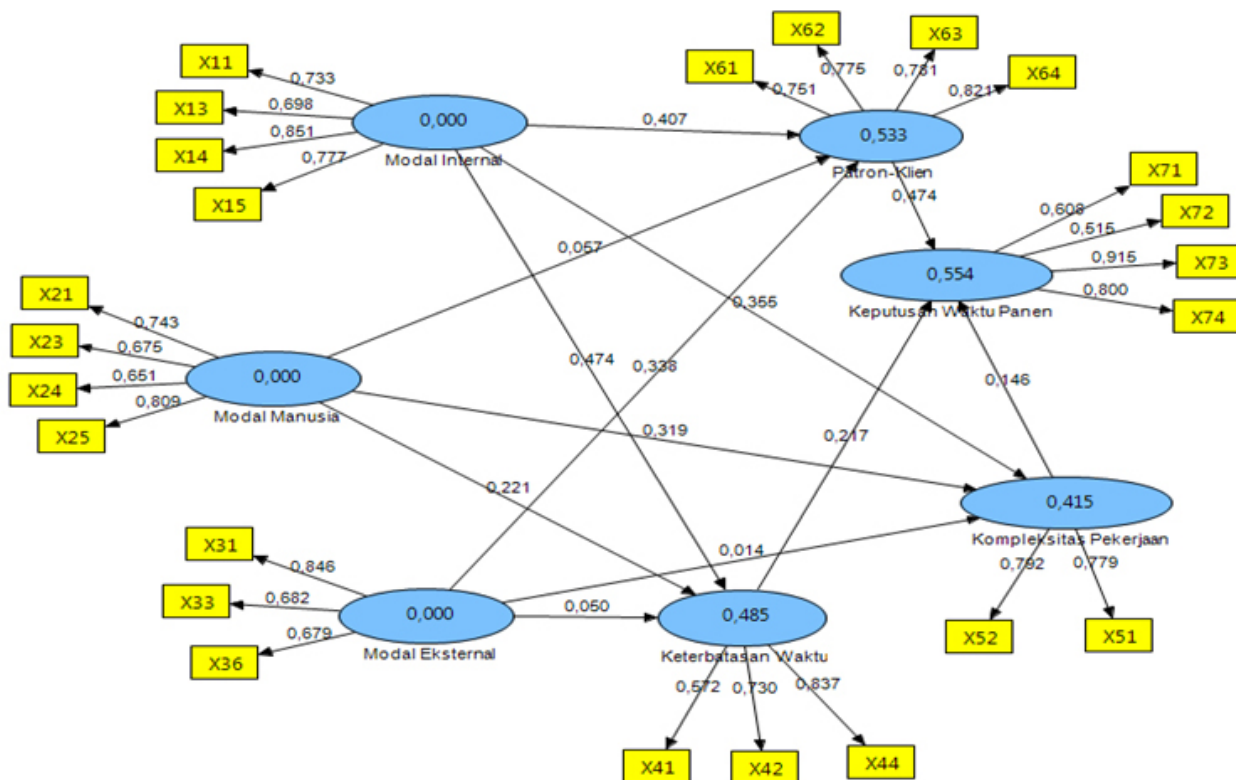 X62
X63
X11
X61
X64
0,733
0,775
0,781
0,751
0,821
X13
0,698
0,000
0,407
0,533
X14
0,851
Modal Internal
Patron-Klien
0,777
X71
X15
0,474
0,608
X72
0,515
0,057
0,554
0,915
X73
Keputusan Waktu Panen
0,800
X21
0,355
X74
0,743
X23
0,675
0,474
0,338
0,000
0,146
X24
0,651
Modal Manusia
0,809
X25
0,319
0,217
0,221
0,415
X31
0,014
Kompleksitas Pekerjaan
0,846
0,792
0,779
X33
0,682
0,000
0,050
0,485
0,679
X52
X51
X36
Modal Eksternal
Keterbatasan Waktu
0,572
0,730
0,837
X41
X42
X44